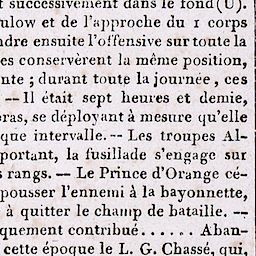 t successivement dans le fond (U).
ulow et de l'approche du 1 corps
ndre ensuite l'offensive sur toute la
es conservèrent la même position,
nte ; durant toute la journée, ces
— Il était sept heures et demie,
ras, se déployant à mesure qu'elle
que intervalle. -- Les troupes Al-
portant, la fusillade s'engage sur
s rangs. — Le Prince d'Orange cé-
pousser l'ennemi à la bayonnette,
à quitter le champ de bataille. —
quement contribué...... Aban-
cette époque le L. G. Chassé, qui,